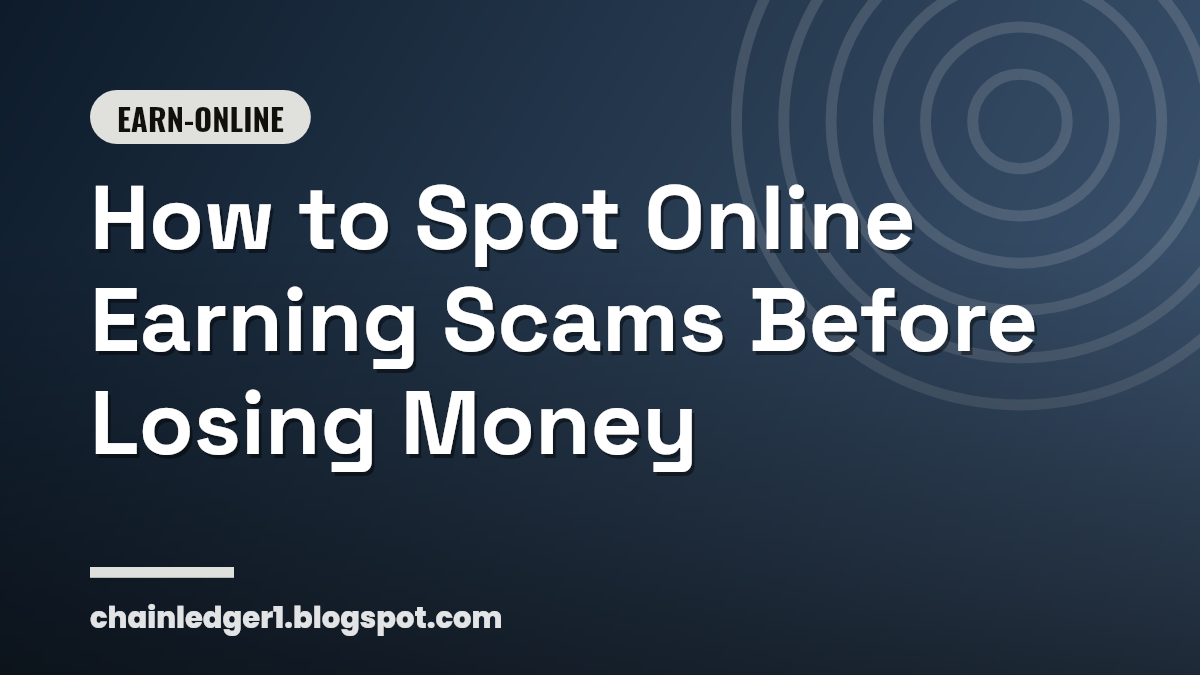 EARN-ONLINE
How to Spot Online
Earning Scams Before
Losing Money
chainledger1.blogspot.com